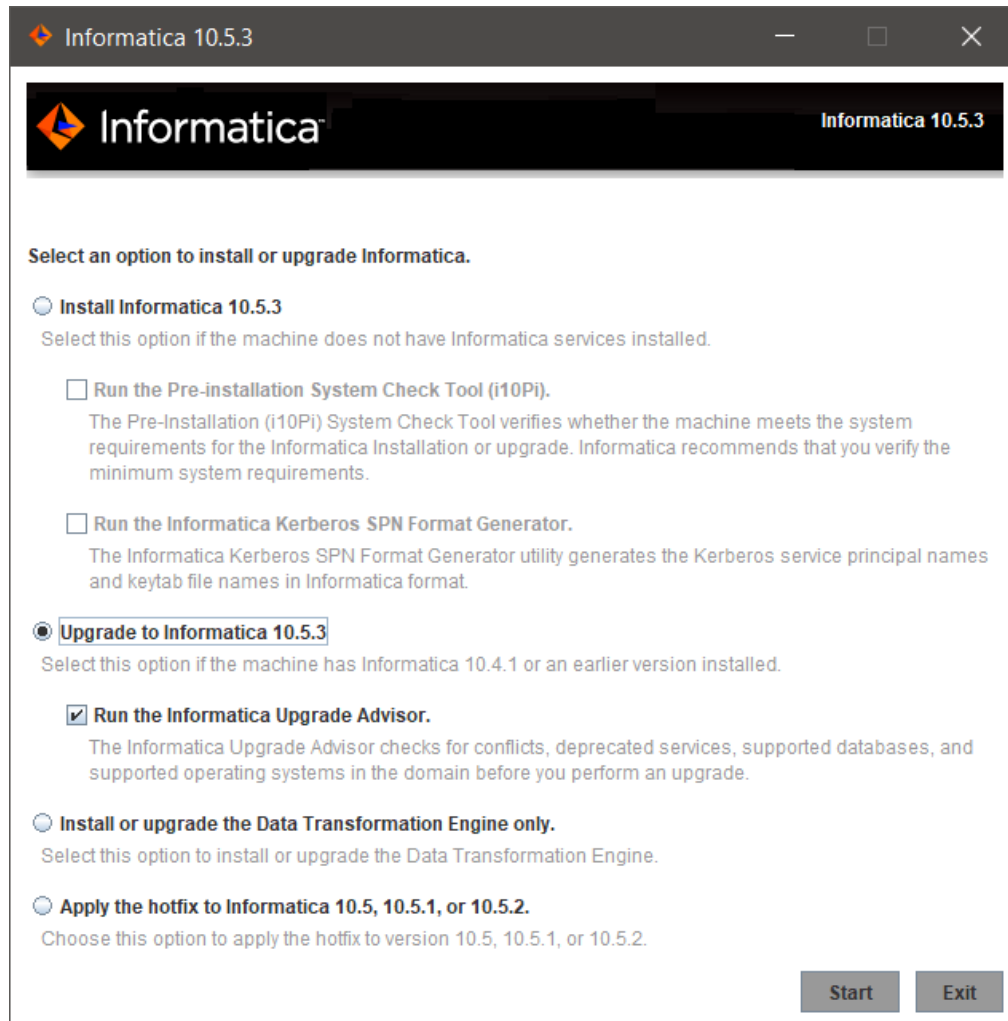 Informatica 10.5.3
Informatica
Informatica 10.5.3
Select an option to install or upgrade Informatica.
Install Informatica 10.5.3
Select this option if the machine does not have Informatica services installed.
Run the Pre-installation System Check Tool (i10Pi).
The Pre-Installation (i10Pi) System Check Tool verifies whether the machine meets the system
requirements for the Informatica Installation or upgrade. Informatica recommends that you verify the
minimum system requirements.
Run the Informatica Kerberos SPN Format Generator.
The Informatica Kerberos SPN Format Generator utility generates the Kerberos service principal names
and keytab file names in Informatica format.
Upgrade to Informatica 10.5.3
Select this option if the machine has Informatica 10.4.1 or an earlier version installed.
Run the Informatica Upgrade Advisor.
The Informatica Upgrade Advisor checks for conflicts, deprecated services, supported databases, and
supported operating systems in the domain before you perform an upgrade.
Install or upgrade the Data Transformation Engine only.
Select this option to install or upgrade the Data Transformation Engine.
Apply the hotfix to Informatica 10.5, 10.5.1, or 10.5.2.
Choose this option to apply the hotfix to version 10.5, 10.5.1, or 10.5.2.
Start
Exit